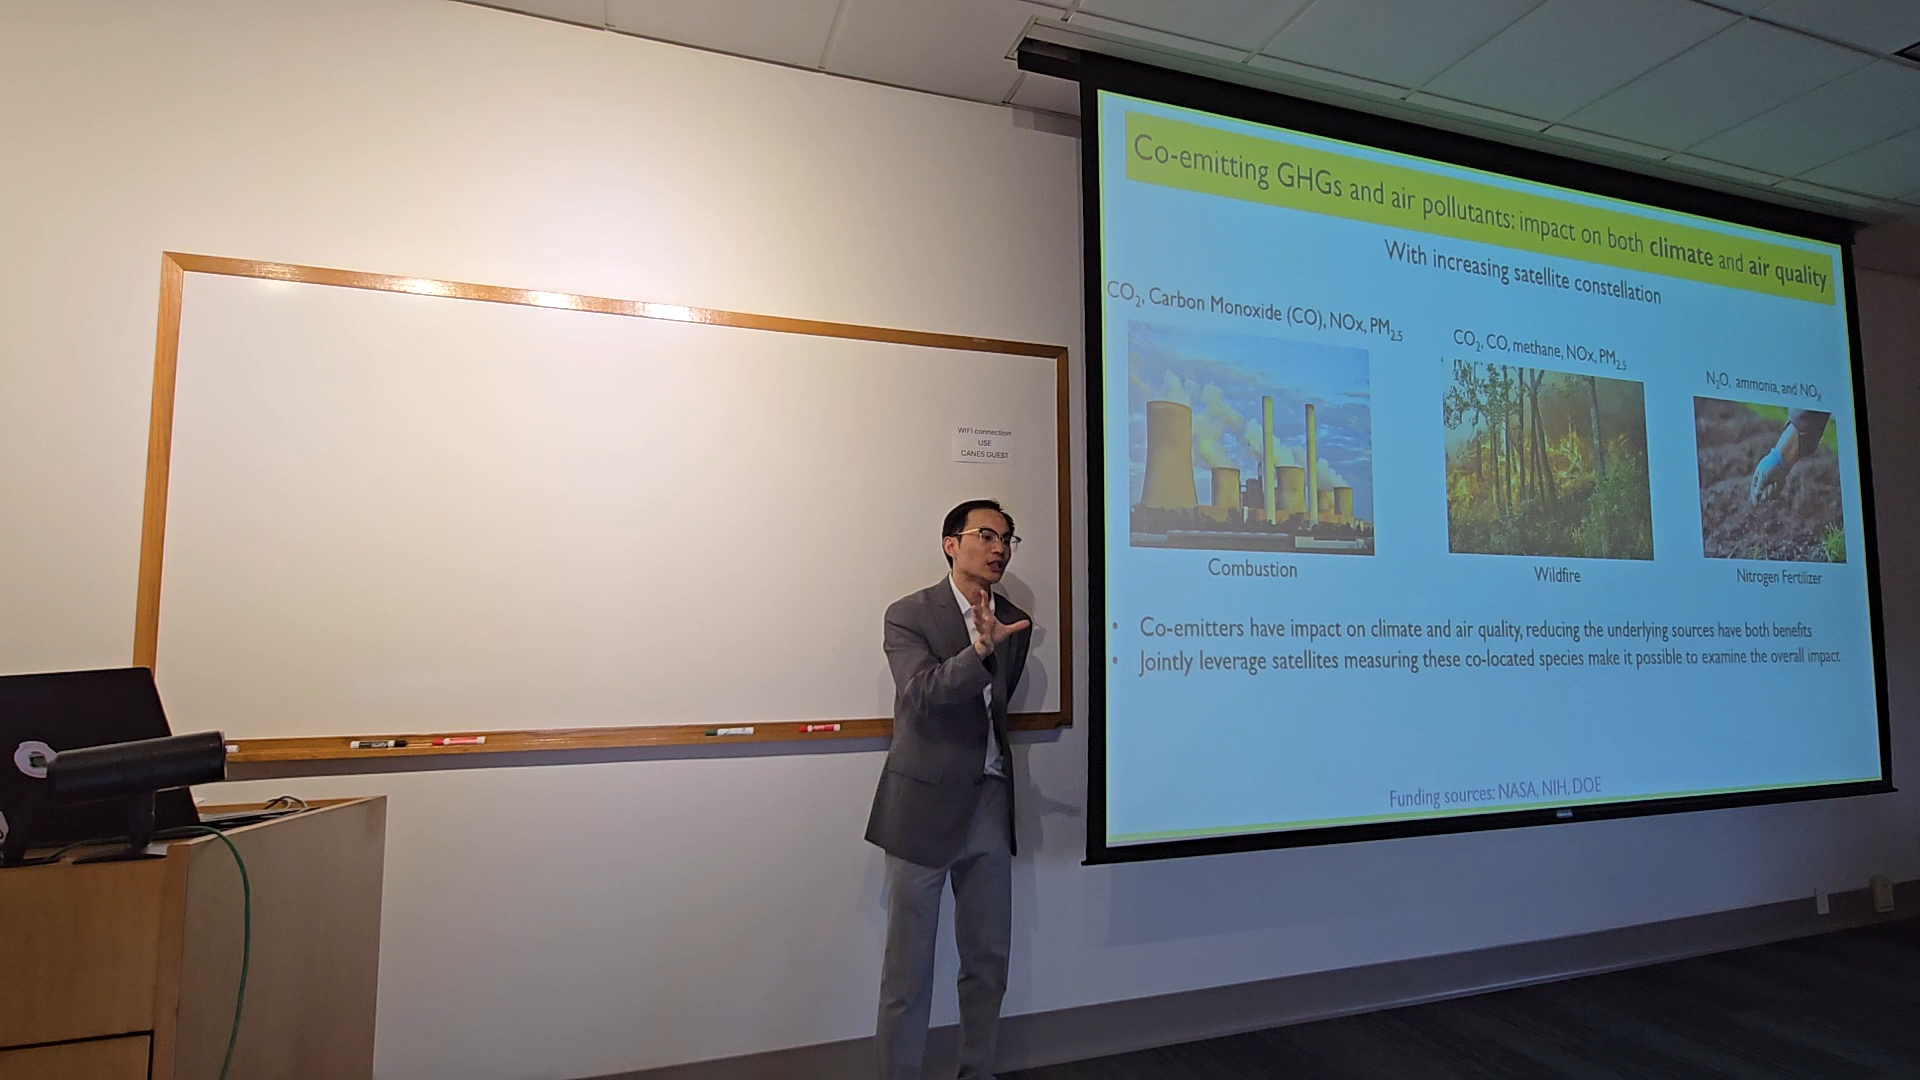 Co-emitting GHGs and air pollutants: impact on both climate and air quality
With increasing satellite constellation
CO2, Carbon Monoxide (CO), NOx, PM2.5
CO2, CO, methane, NOx, PM2.5
N2O, ammonia, and NOx
Combustion
Wildfire
Nitrogen Fertilizer
• Co-emitters have impact on climate and air quality, reducing the underlying sources have both benefits
• Jointly leverage satellites measuring these co-located species make it possible to examine the overall impact
Funding sources: NASA, NIH, DOE
WIFI connection
USE
CANES GUEST